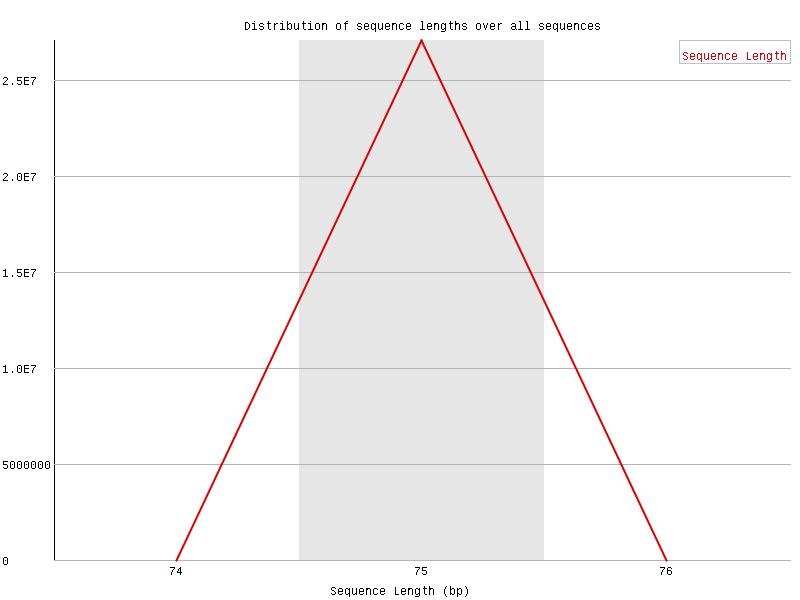 Distribution of sequence lengths over all sequences
Sequence Length
2.5E7
2.0E7
1.5E7
1.0E7
5000000
0
74 75 76
Sequence Length (bp)